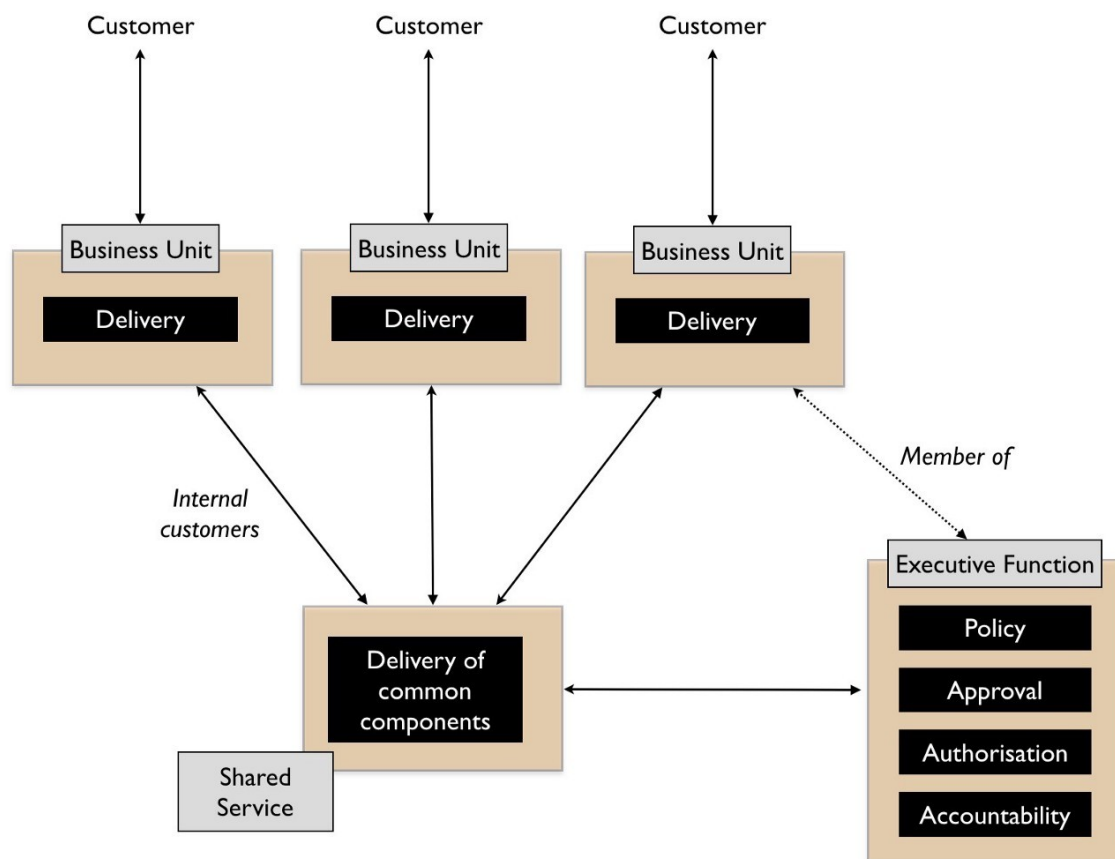 Customer
Customer
Customer
Business Unit
Business Unit
Business Unit
Delivery
Delivery
Delivery
Member of
Internal
customers
Executive Function
Policy
Delivery of
common
components
Approval
Authorisation
Shared
Service
Accountability